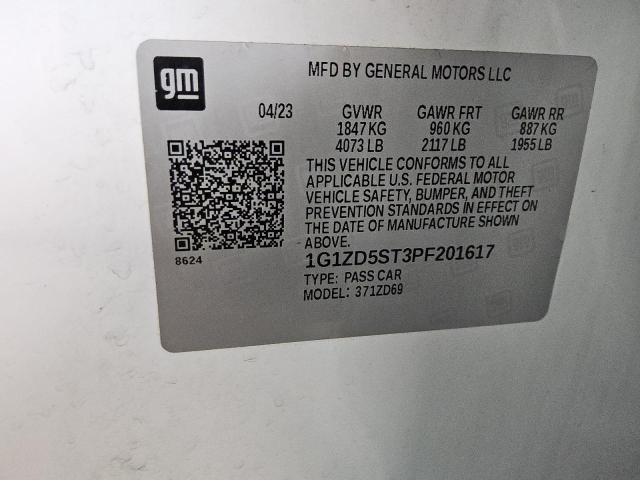 gm
MFD BY GENERAL MOTORS LLC
04/23 GVWR GAWR FRT GAWR RR
1847 KG 960 KG 887 KG
4073 LB 2117 LB 1955 LB
THIS VEHICLE CONFORMS TO ALL
APPLICABLE U.S. FEDERAL MOTOR
VEHICLE SAFETY, BUMPER, AND THEFT
PREVENTION STANDARDS IN EFFECT ON
THE DATE OF MANUFACTURE SHOWN
ABOVE.
8624
1G1ZD5ST3PF201617
TYPE: PASS CAR
MODEL: 371ZD69